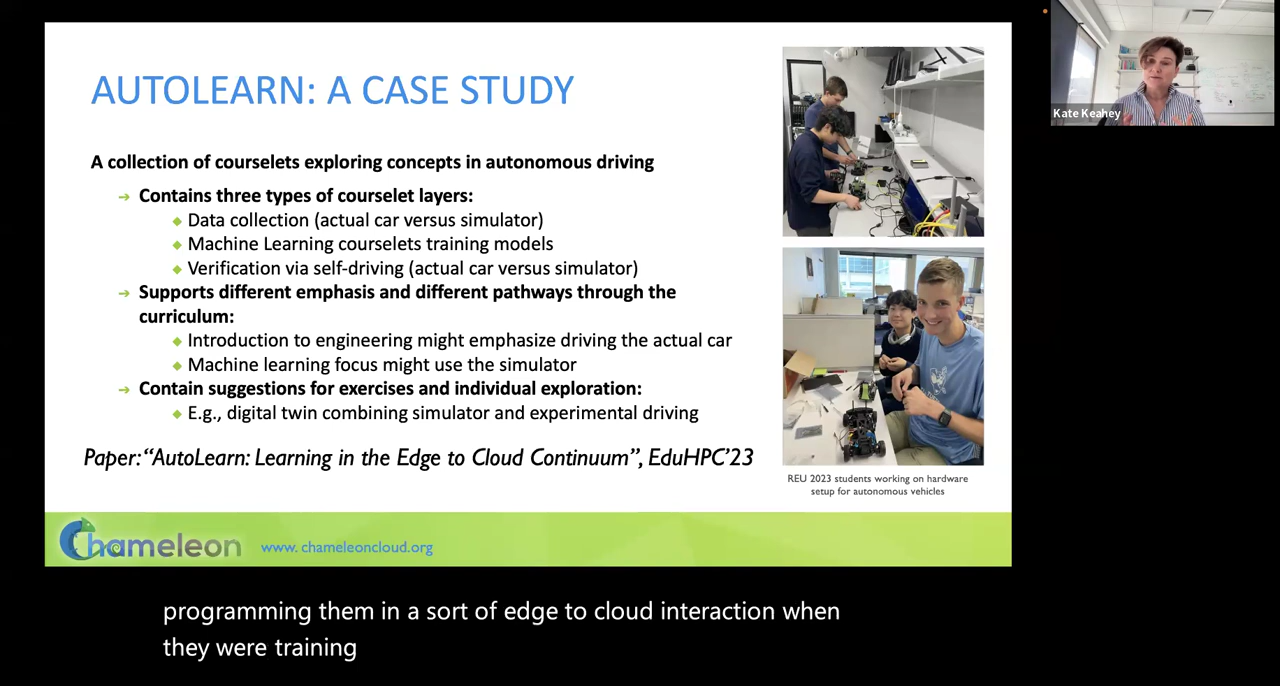 AUTOLEARN: A CASE STUDY
A collection of courselets exploring concepts in autonomous driving
➔ Contains three types of courselet layers:
◆ Data collection (actual car versus simulator)
◆ Machine Learning courselets training models
◆ Verification via self-driving (actual car versus simulator)
➔ Supports different emphasis and different pathways through the
curriculum:
◆ Introduction to engineering might emphasize driving the actual car
◆ Machine learning focus might use the simulator
➔ Contain suggestions for exercises and individual exploration:
◆ E.g., digital twin combining simulator and experimental driving
Paper: “AutoLearn: Learning in the Edge to Cloud Continuum”, EduHPC’23
REU 2023 students working on hardware
setup for autonomous vehicles
Chameleon
www. chameleoncloud.org
Kate Keahey
programming them in a sort of edge to cloud interaction when
they were training